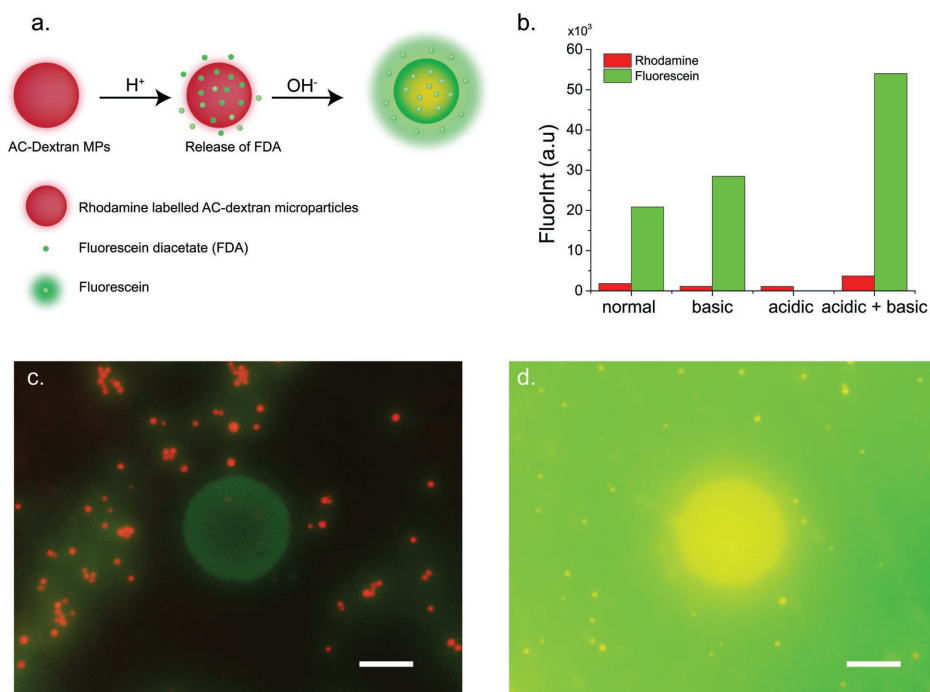 a.
H⁺
OH⁻
AC-Dextran MPs
Release of FDA
Rhodamine labelled AC-dextran microparticles
Fluorescein diacetate (FDA)
Fluorescein
b.
x10³
60
50
40
30
20
10
0
FluorInt (a.u)
Rhodamine
Fluorescein
normal
basic
acidic
acidic + basic
c.
d.